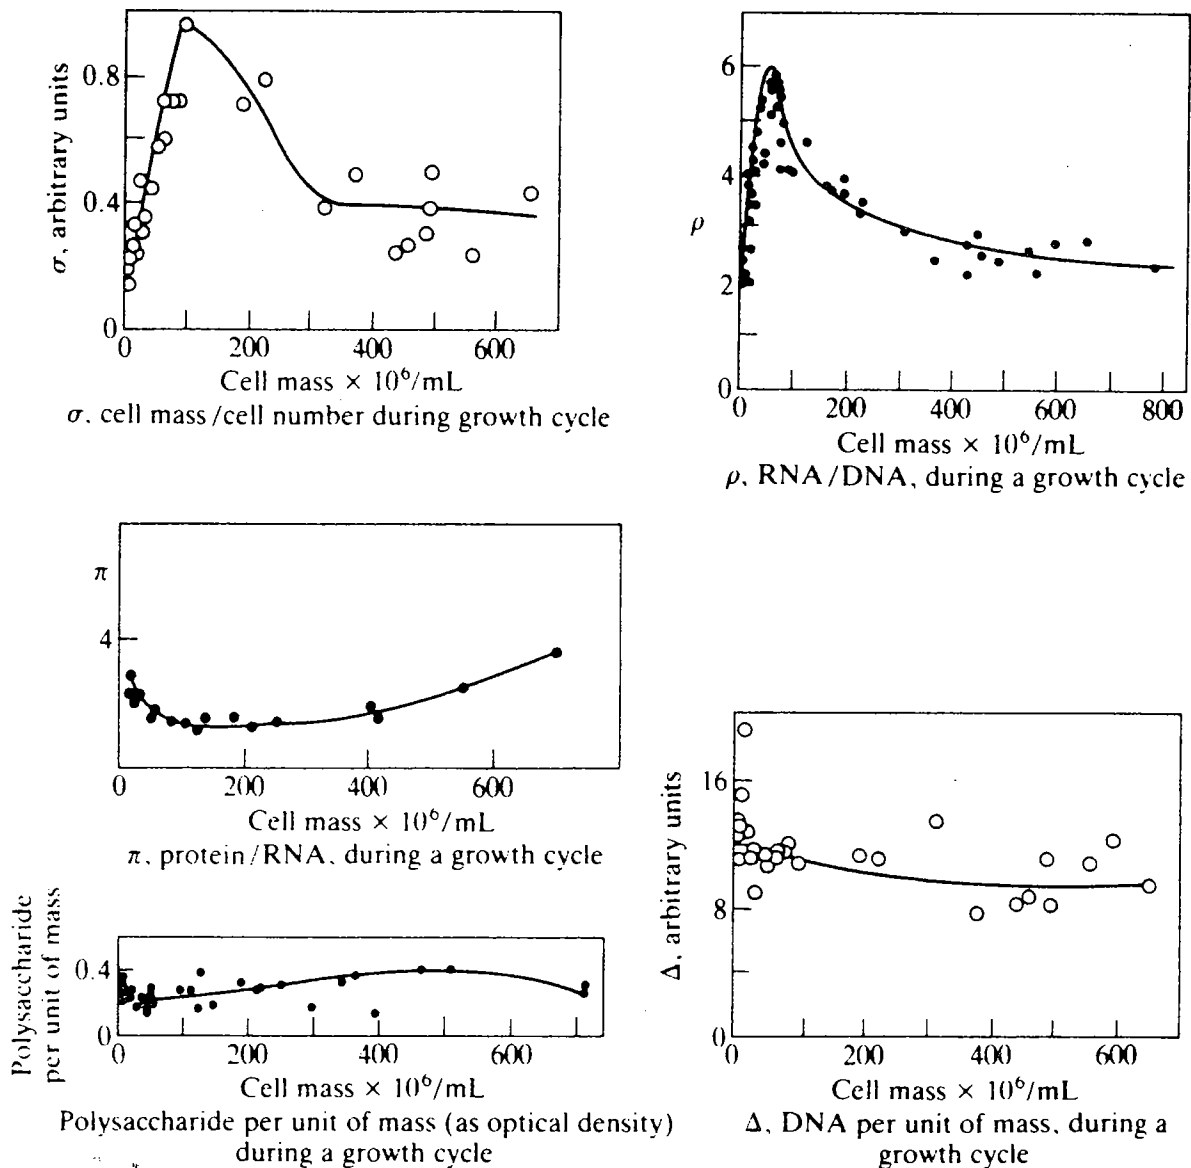 σ, arbitrary units
0.8
0.4
0
0 200 400 600
Cell mass × 10⁶/mL
σ, cell mass/cell number during growth cycle
ρ
6
4
2
0
0 200 400 600 800
Cell mass × 10⁶/mL
ρ, RNA/DNA, during a growth cycle
π
4
0 200 400 600
Cell mass × 10⁶/mL
π, protein/RNA, during a growth cycle
Polysaccharide
per unit of mass
0.4
0
0 200 400 600
Cell mass × 10⁶/mL
Polysaccharide per unit of mass (as optical density)
during a growth cycle
Δ, arbitrary units
16
8
0
0 200 400 600
Cell mass × 10⁶/mL
Δ, DNA per unit of mass, during a
growth cycle